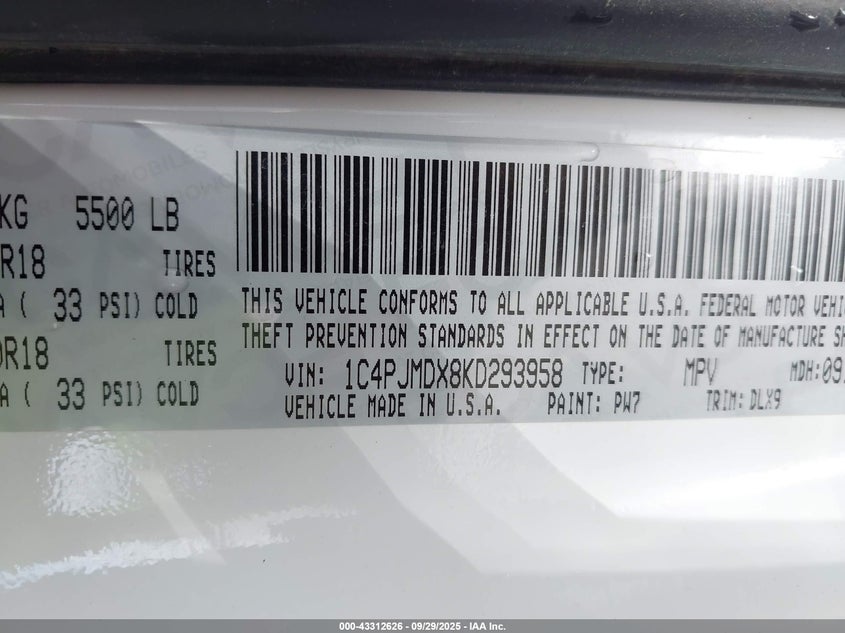 KG 5500 LB
R18 TIRES
A ( 33 PSI) COLD
R18 TIRES
A ( 33 PSI) COLD
THIS VEHICLE CONFORMS TO ALL APPLICABLE U.S.A. FEDERAL MOTOR VEHIC
THEFT PREVENTION STANDARDS IN EFFECT ON THE DATE OF MANUFACTURE SH
VIN: 1C4PJMDX8KD293958 TYPE: MPV MDH:09
VEHICLE MADE IN U.S.A. PAINT: PW7 TRIM: DLX9
000-43312626 - 09/29/2025 - IAA Inc.